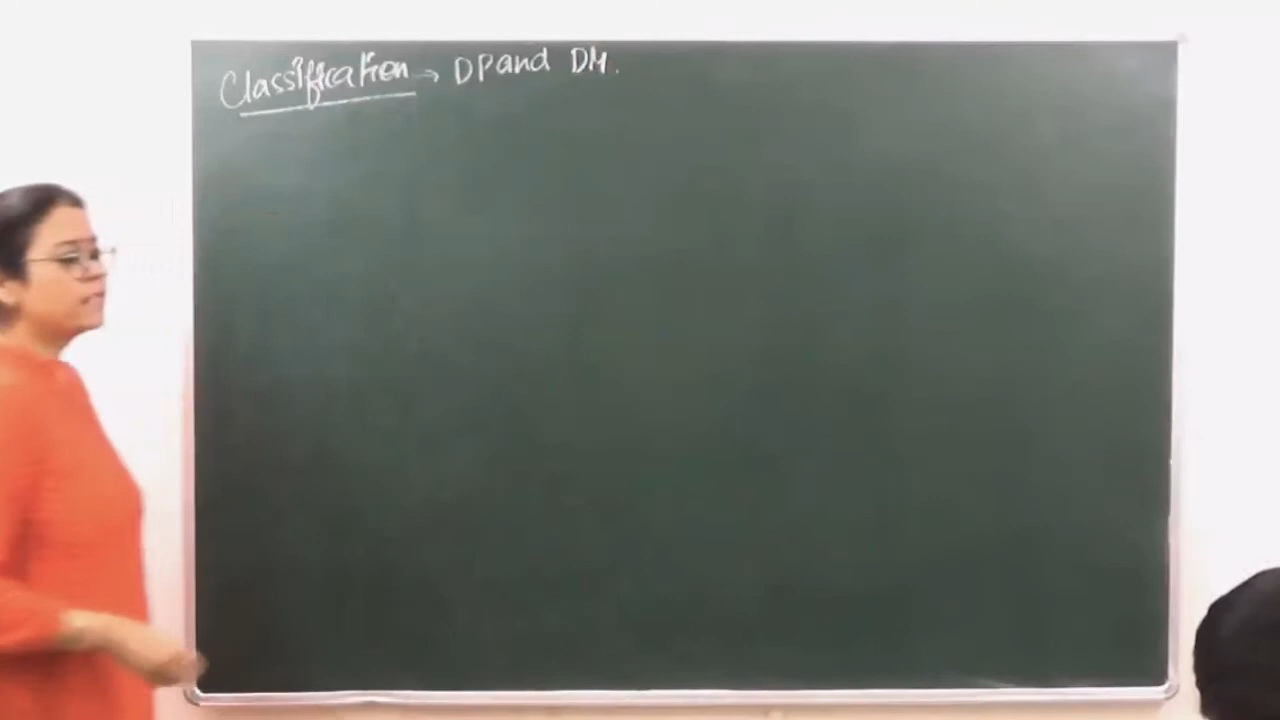 Classification → DP and DM.